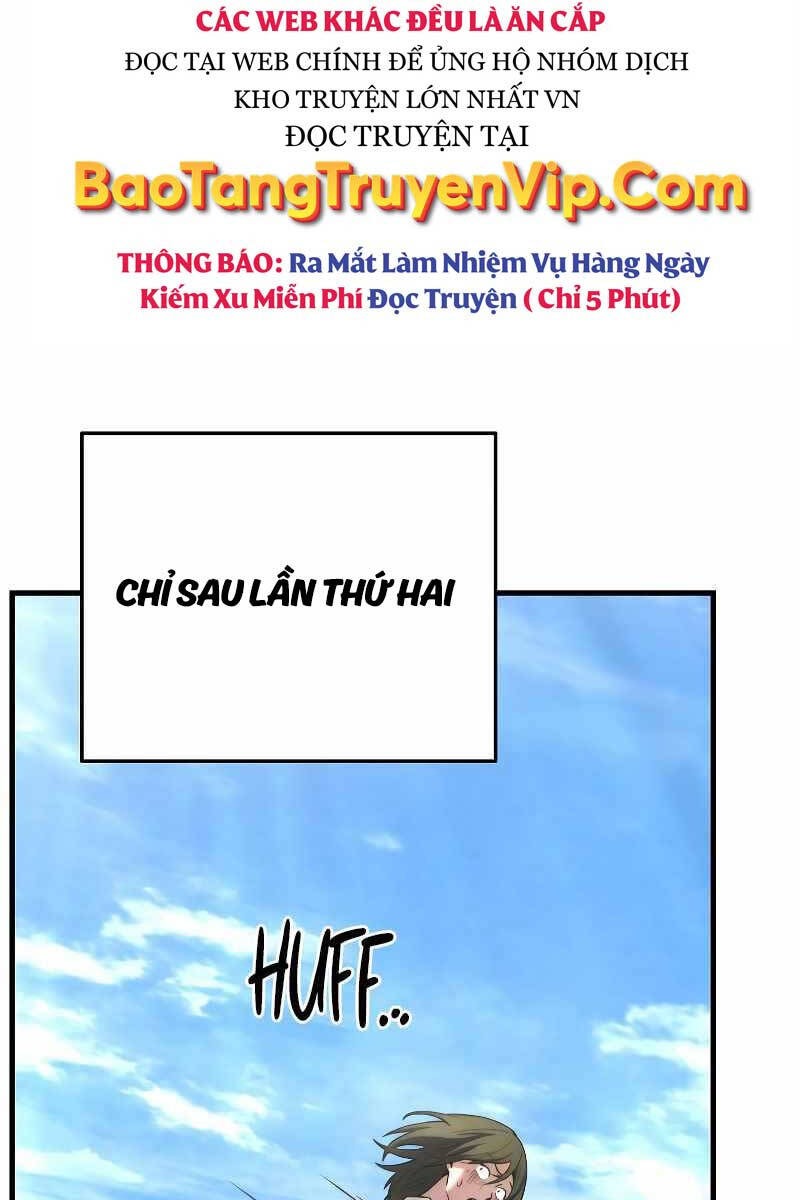 CÁC WEB KHÁC ĐỀU LÀ ĂN CẮP
ĐỌC TẠI WEB CHÍNH ĐỂ ỦNG HỘ NHÓM DỊCH
KHO TRUYỆN LỚN NHẤT VN
ĐỌC TRUYỆN TẠI
BaoTangTruyenVip.Com
THÔNG BÁO: Ra Mắt Làm Nhiệm Vụ Hàng Ngày
Kiếm Xu Miễn Phí Đọc Truyện ( Chỉ 5 Phút)
CHỈ SAU LẦN THỨ HAI
HUFF..